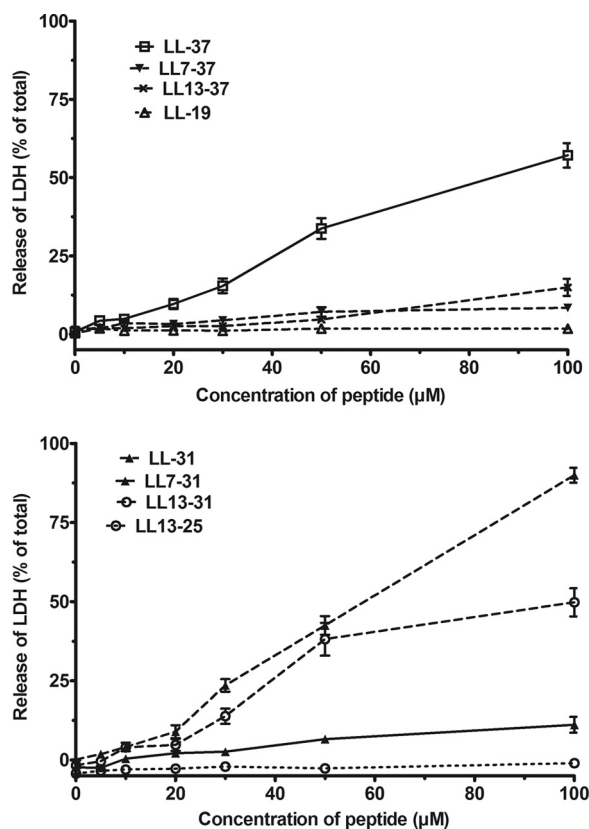 100
75
50
25
0
Release of LDH (% of total)
LL-37
LL7-37
LL13-37
LL-19
0 20 40 60 80 100
Concentration of peptide (µM)
100
75
50
25
0
Release of LDH (% of total)
LL-31
LL7-31
LL13-31
LL13-25
0 20 40 60 80 100
Concentration of peptide (µM)